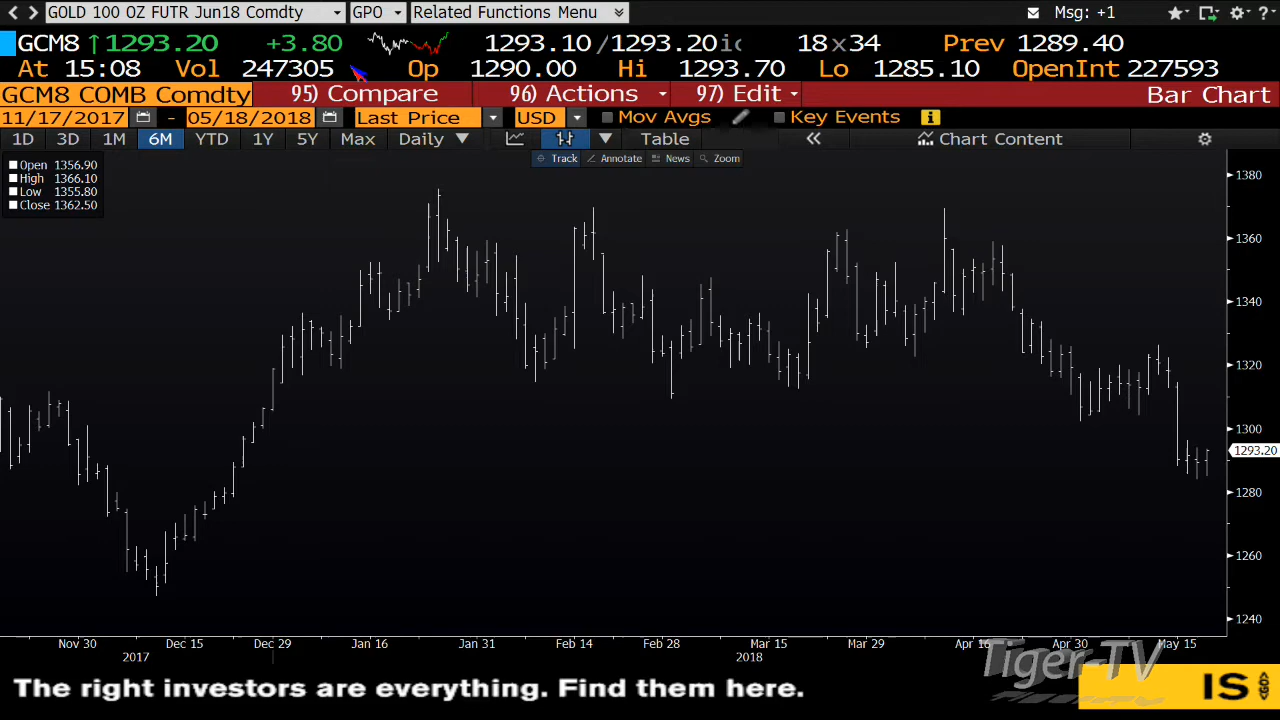 GOLD 100 OZ FUTR Jun18 Comdty GPO Related Functions Menu Msg: +1
GCM8 ↑1293.20 +3.80 1293.10/1293.20 18x34 Prev 1289.40
At 15:08 Vol 247305 Op 1290.00 Hi 1293.70 Lo 1285.10 OpenInt 227593
GCM8 COMB Comdty 95) Compare 96) Actions 97) Edit Bar Chart
11/17/2017 - 05/18/2018 Last Price USD Mov Avgs Key Events
1D 3D 1M 6M YTD 1Y 5Y Max Daily Table « Chart Content
Track Annotate News Zoom
Open 1356.90
High 1366.10
Low 1355.80
Close 1362.50
1380
1360
1340
1320
1300
1293.20
1280
1260
1240
Nov 30 Dec 15 Dec 29 Jan 16 Jan 31 Feb 14 Feb 28 Mar 15 Mar 29 Apr 16 Apr 30 May 15
2017 2018
Tiger-TV
The right investors are everything. Find them here.
IS